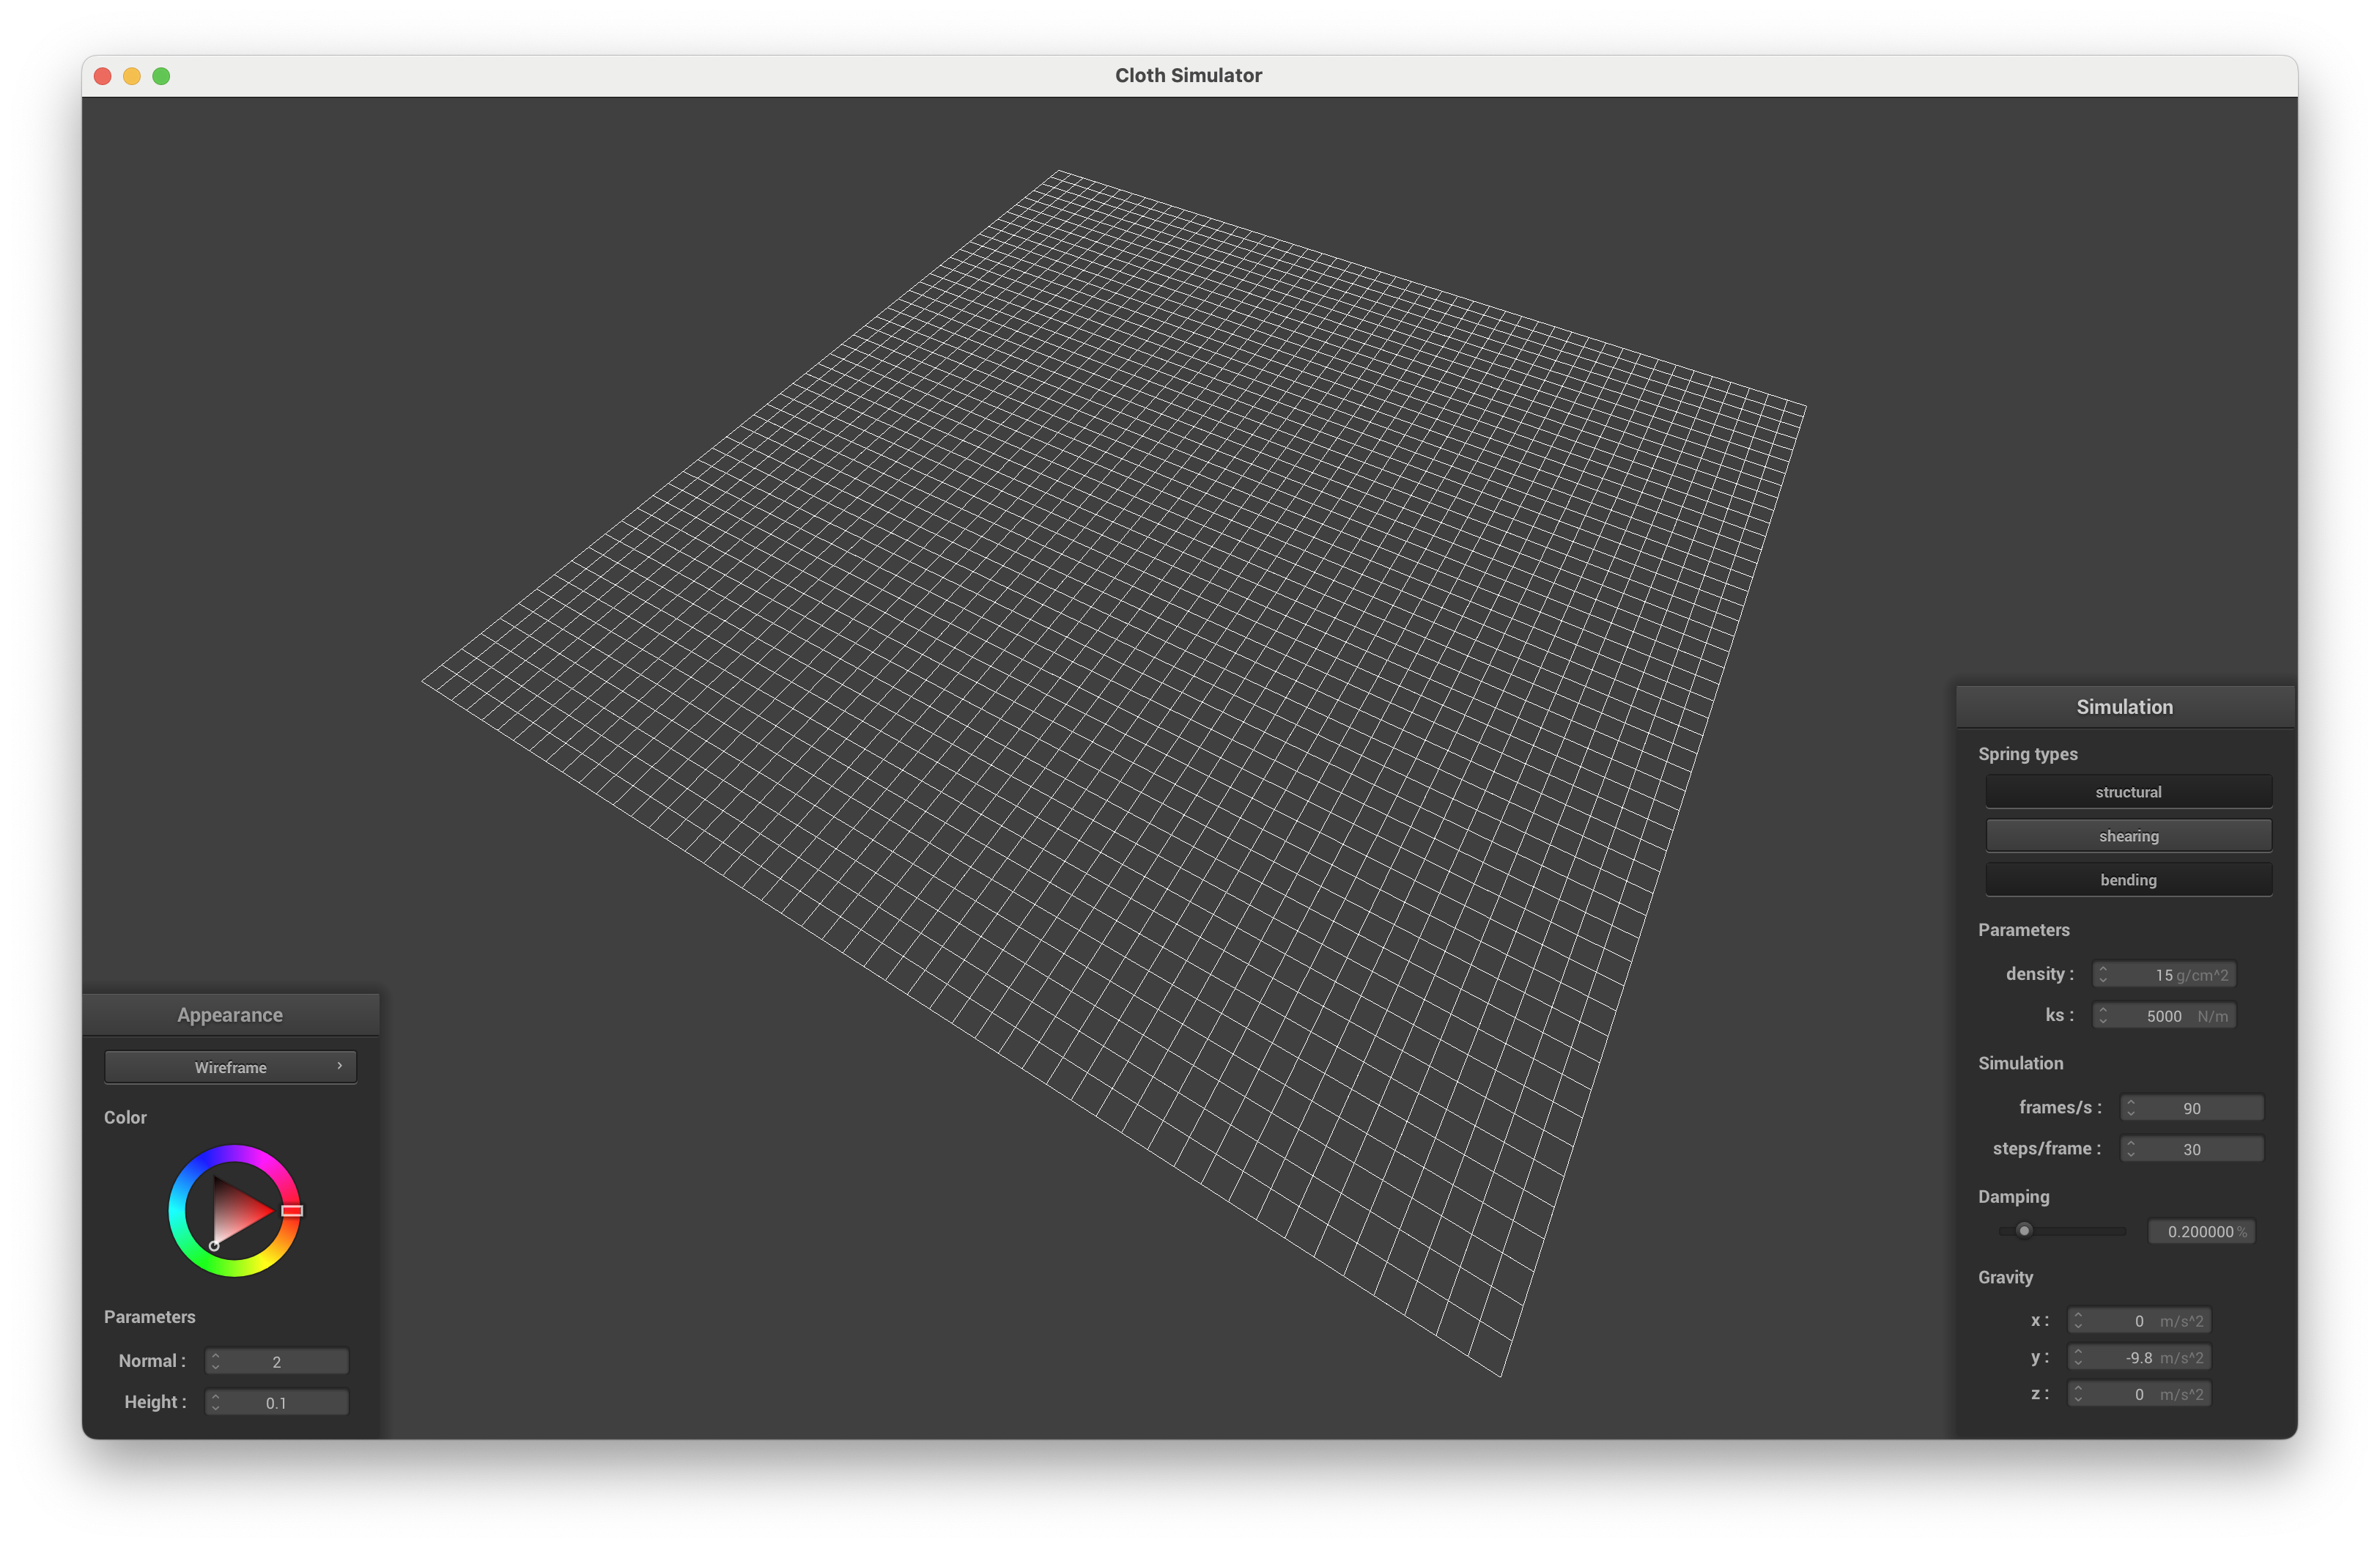 Cloth Simulator
Simulation
Spring types
structural
shearing
bending
Parameters
density : 15 g/cm^2
ks : 5000 N/m
Simulation
frames/s : 90
steps/frame : 30
Damping
0.200000 %
Gravity
x : 0 m/s^2
y : -9.8 m/s^2
z : 0 m/s^2
Appearance
Wireframe
Color
Parameters
Normal : 2
Height : 0.1